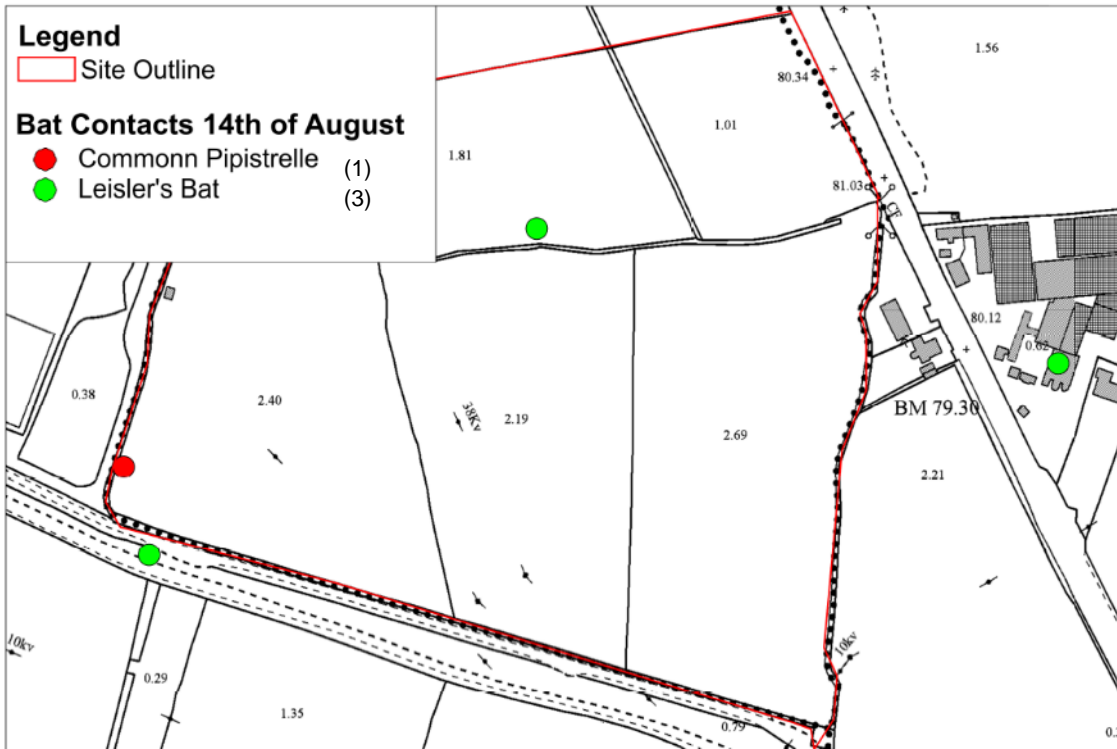 Legend
Site Outline
Bat Contacts 14th of August
Commonn Pipistrelle (1)
Leisler's Bat (3)
1.56
80.34
1.01
1.81
81.03
CF
80.12
0.62
0.38
2.40
38Kv
2.19
2.69
BM 79.30
2.21
10kv
10kv
0.29
1.35
0.79